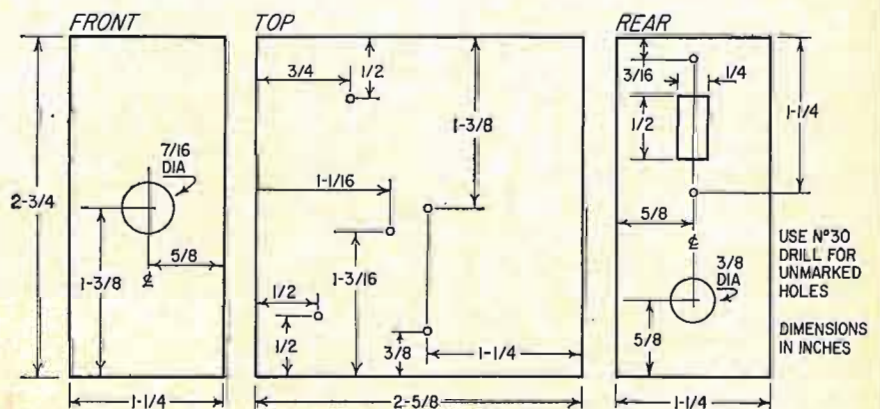 FRONT
2-3/4
7/16
DIA
1-3/8
5/8
℄
1-1/4
TOP
3/4
1/2
1-3/8
1-1/16
1-3/16
1/2
1/2
3/8
1-1/4
2-5/8
REAR
3/16
1/4
1/2
1-1/4
5/8
℄
3/8
DIA
5/8
1-1/4
USE Nº30
DRILL FOR
UNMARKED
HOLES
DIMENSIONS
IN INCHES